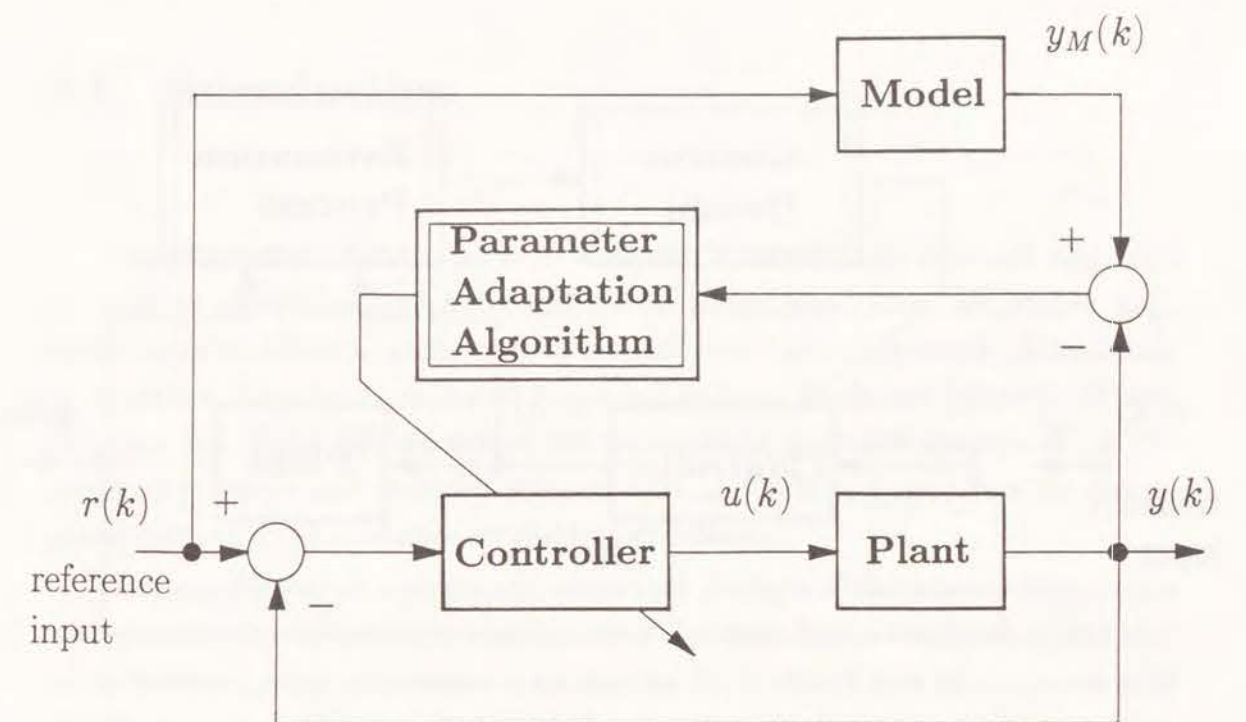 y_M(k)
Model
Parameter
Adaptation
Algorithm
+
−
r(k)
+
u(k)
y(k)
Controller
Plant
reference
input
−